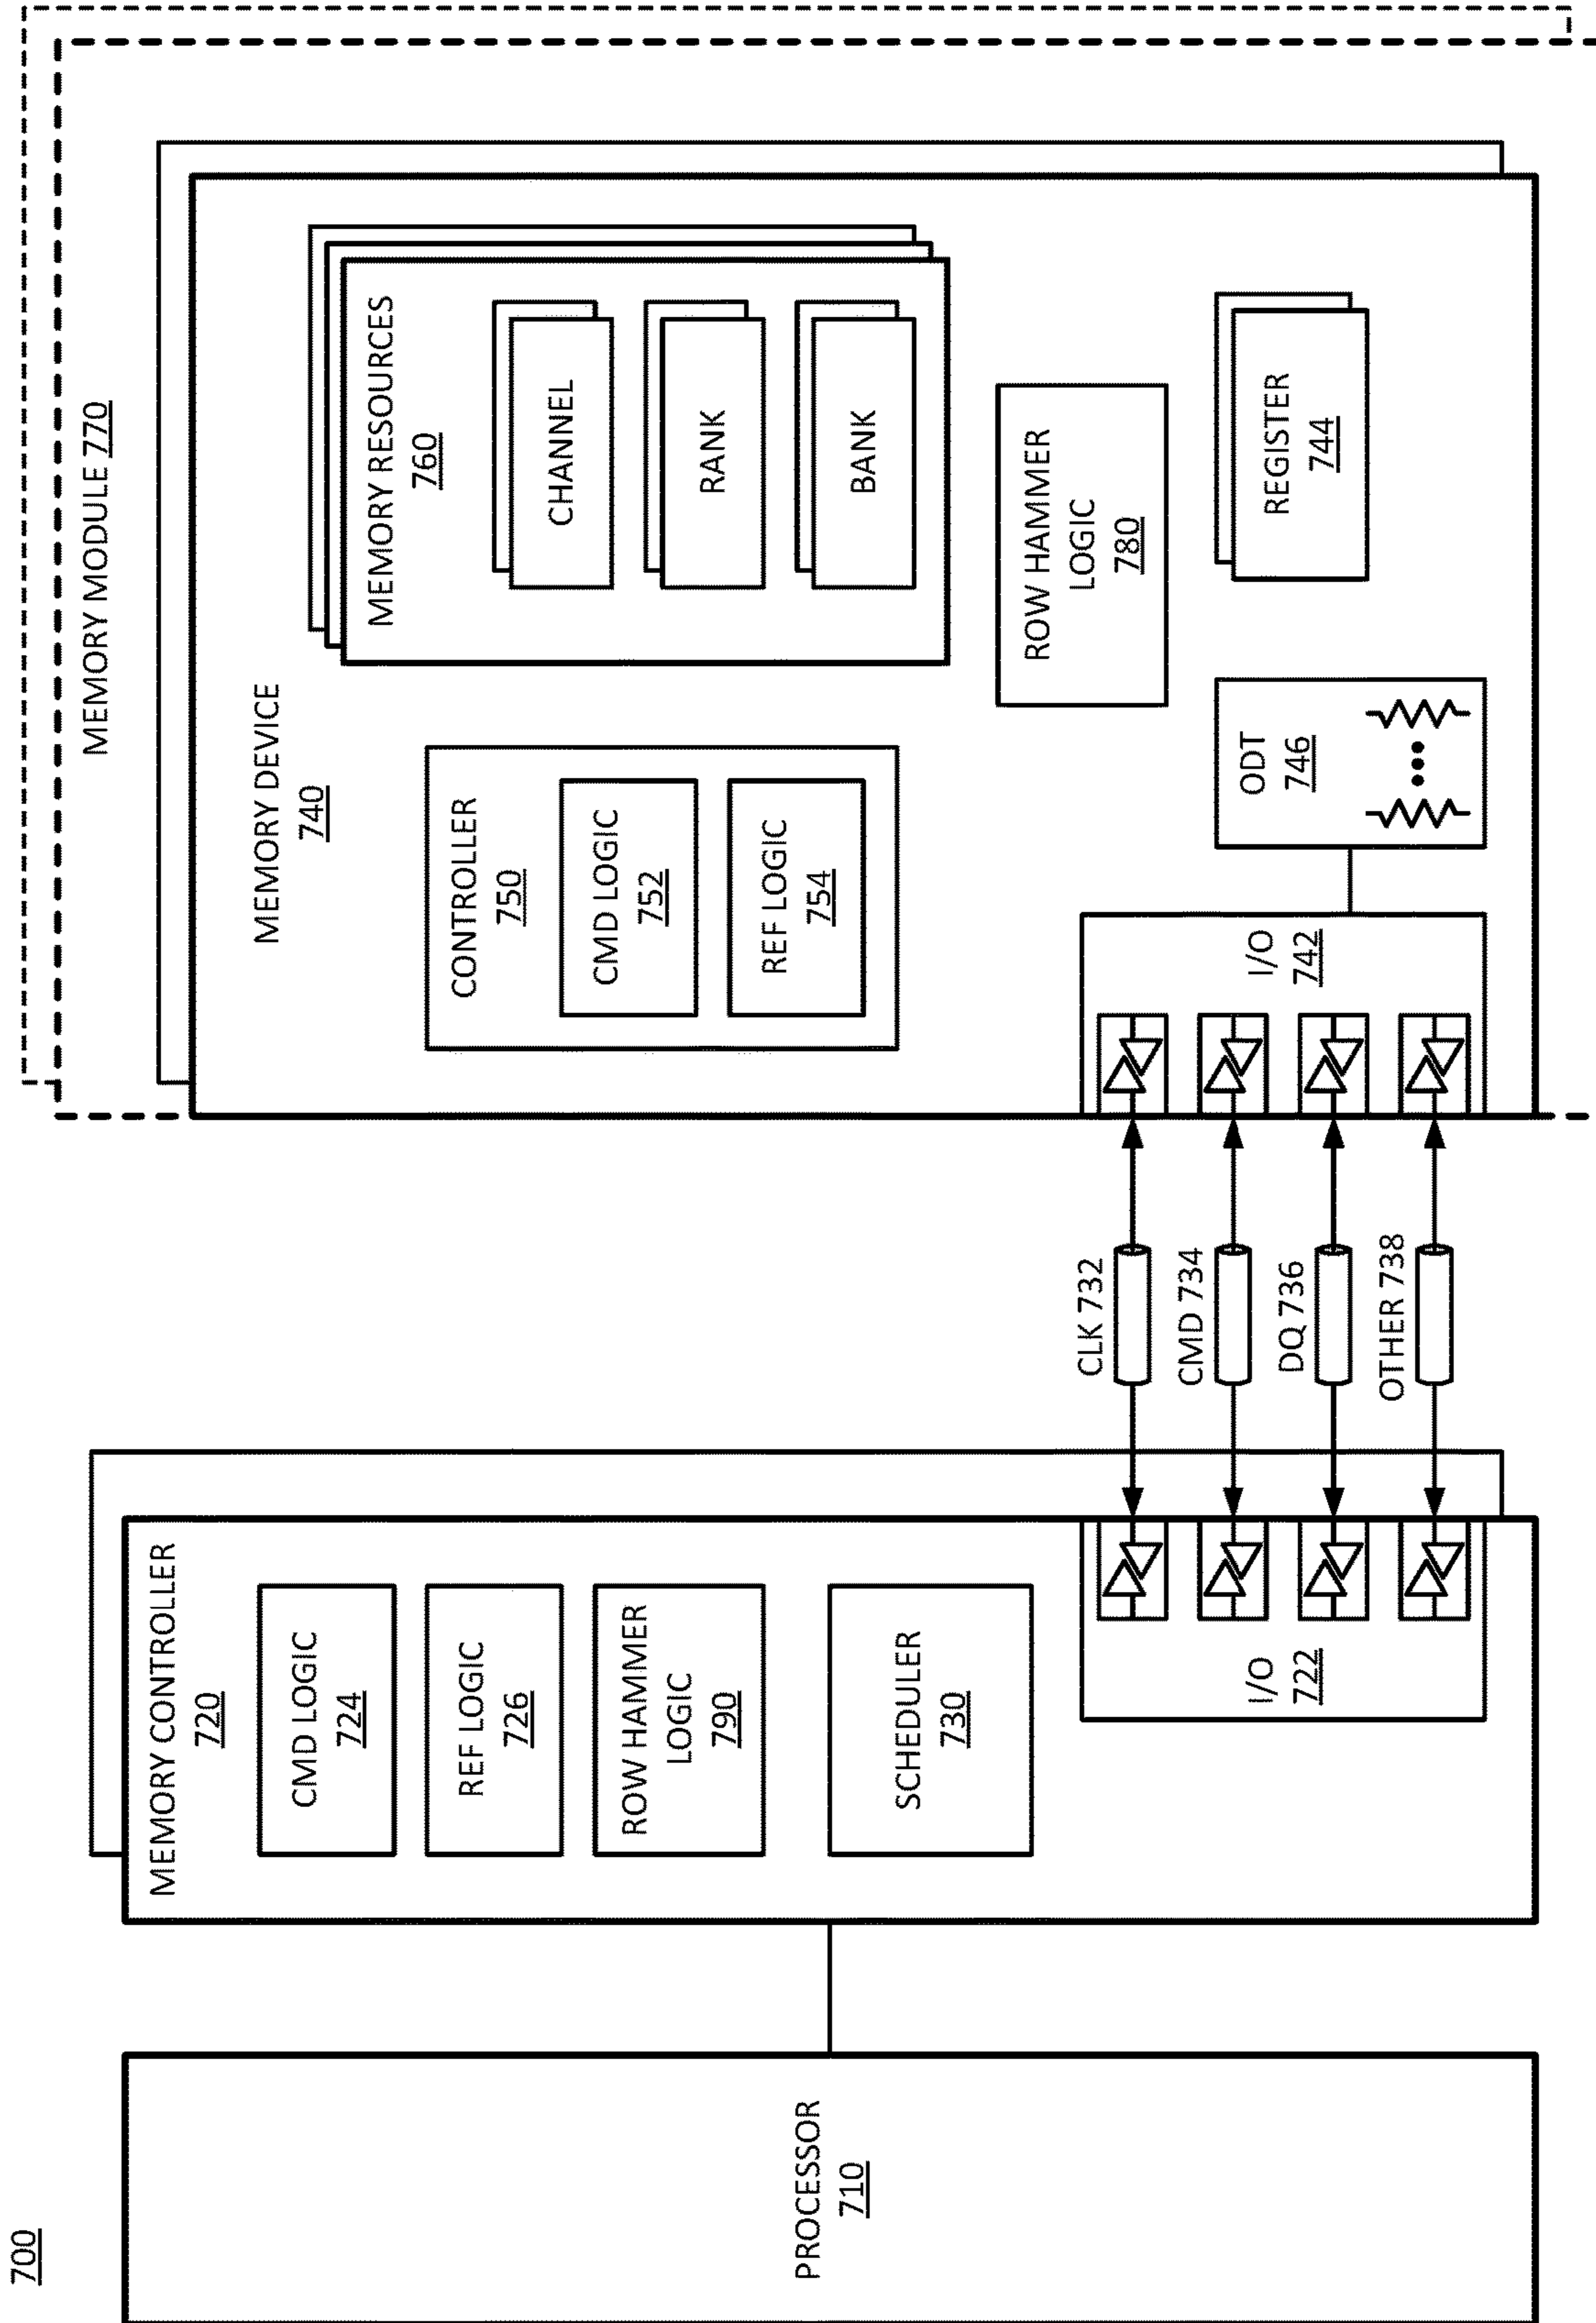 700
PROCESSOR
710
MEMORY CONTROLLER
720
CMD LOGIC
724
REF LOGIC
726
ROW HAMMER
LOGIC
790
SCHEDULER
730
I/O
722
CLK 732
CMD 734
DQ 736
OTHER 738
MEMORY MODULE 770
MEMORY DEVICE
740
CONTROLLER
750
CMD LOGIC
752
REF LOGIC
754
I/O
742
MEMORY RESOURCES
760
CHANNEL
RANK
BANK
ROW HAMMER
LOGIC
780
ODT
746
REGISTER
744